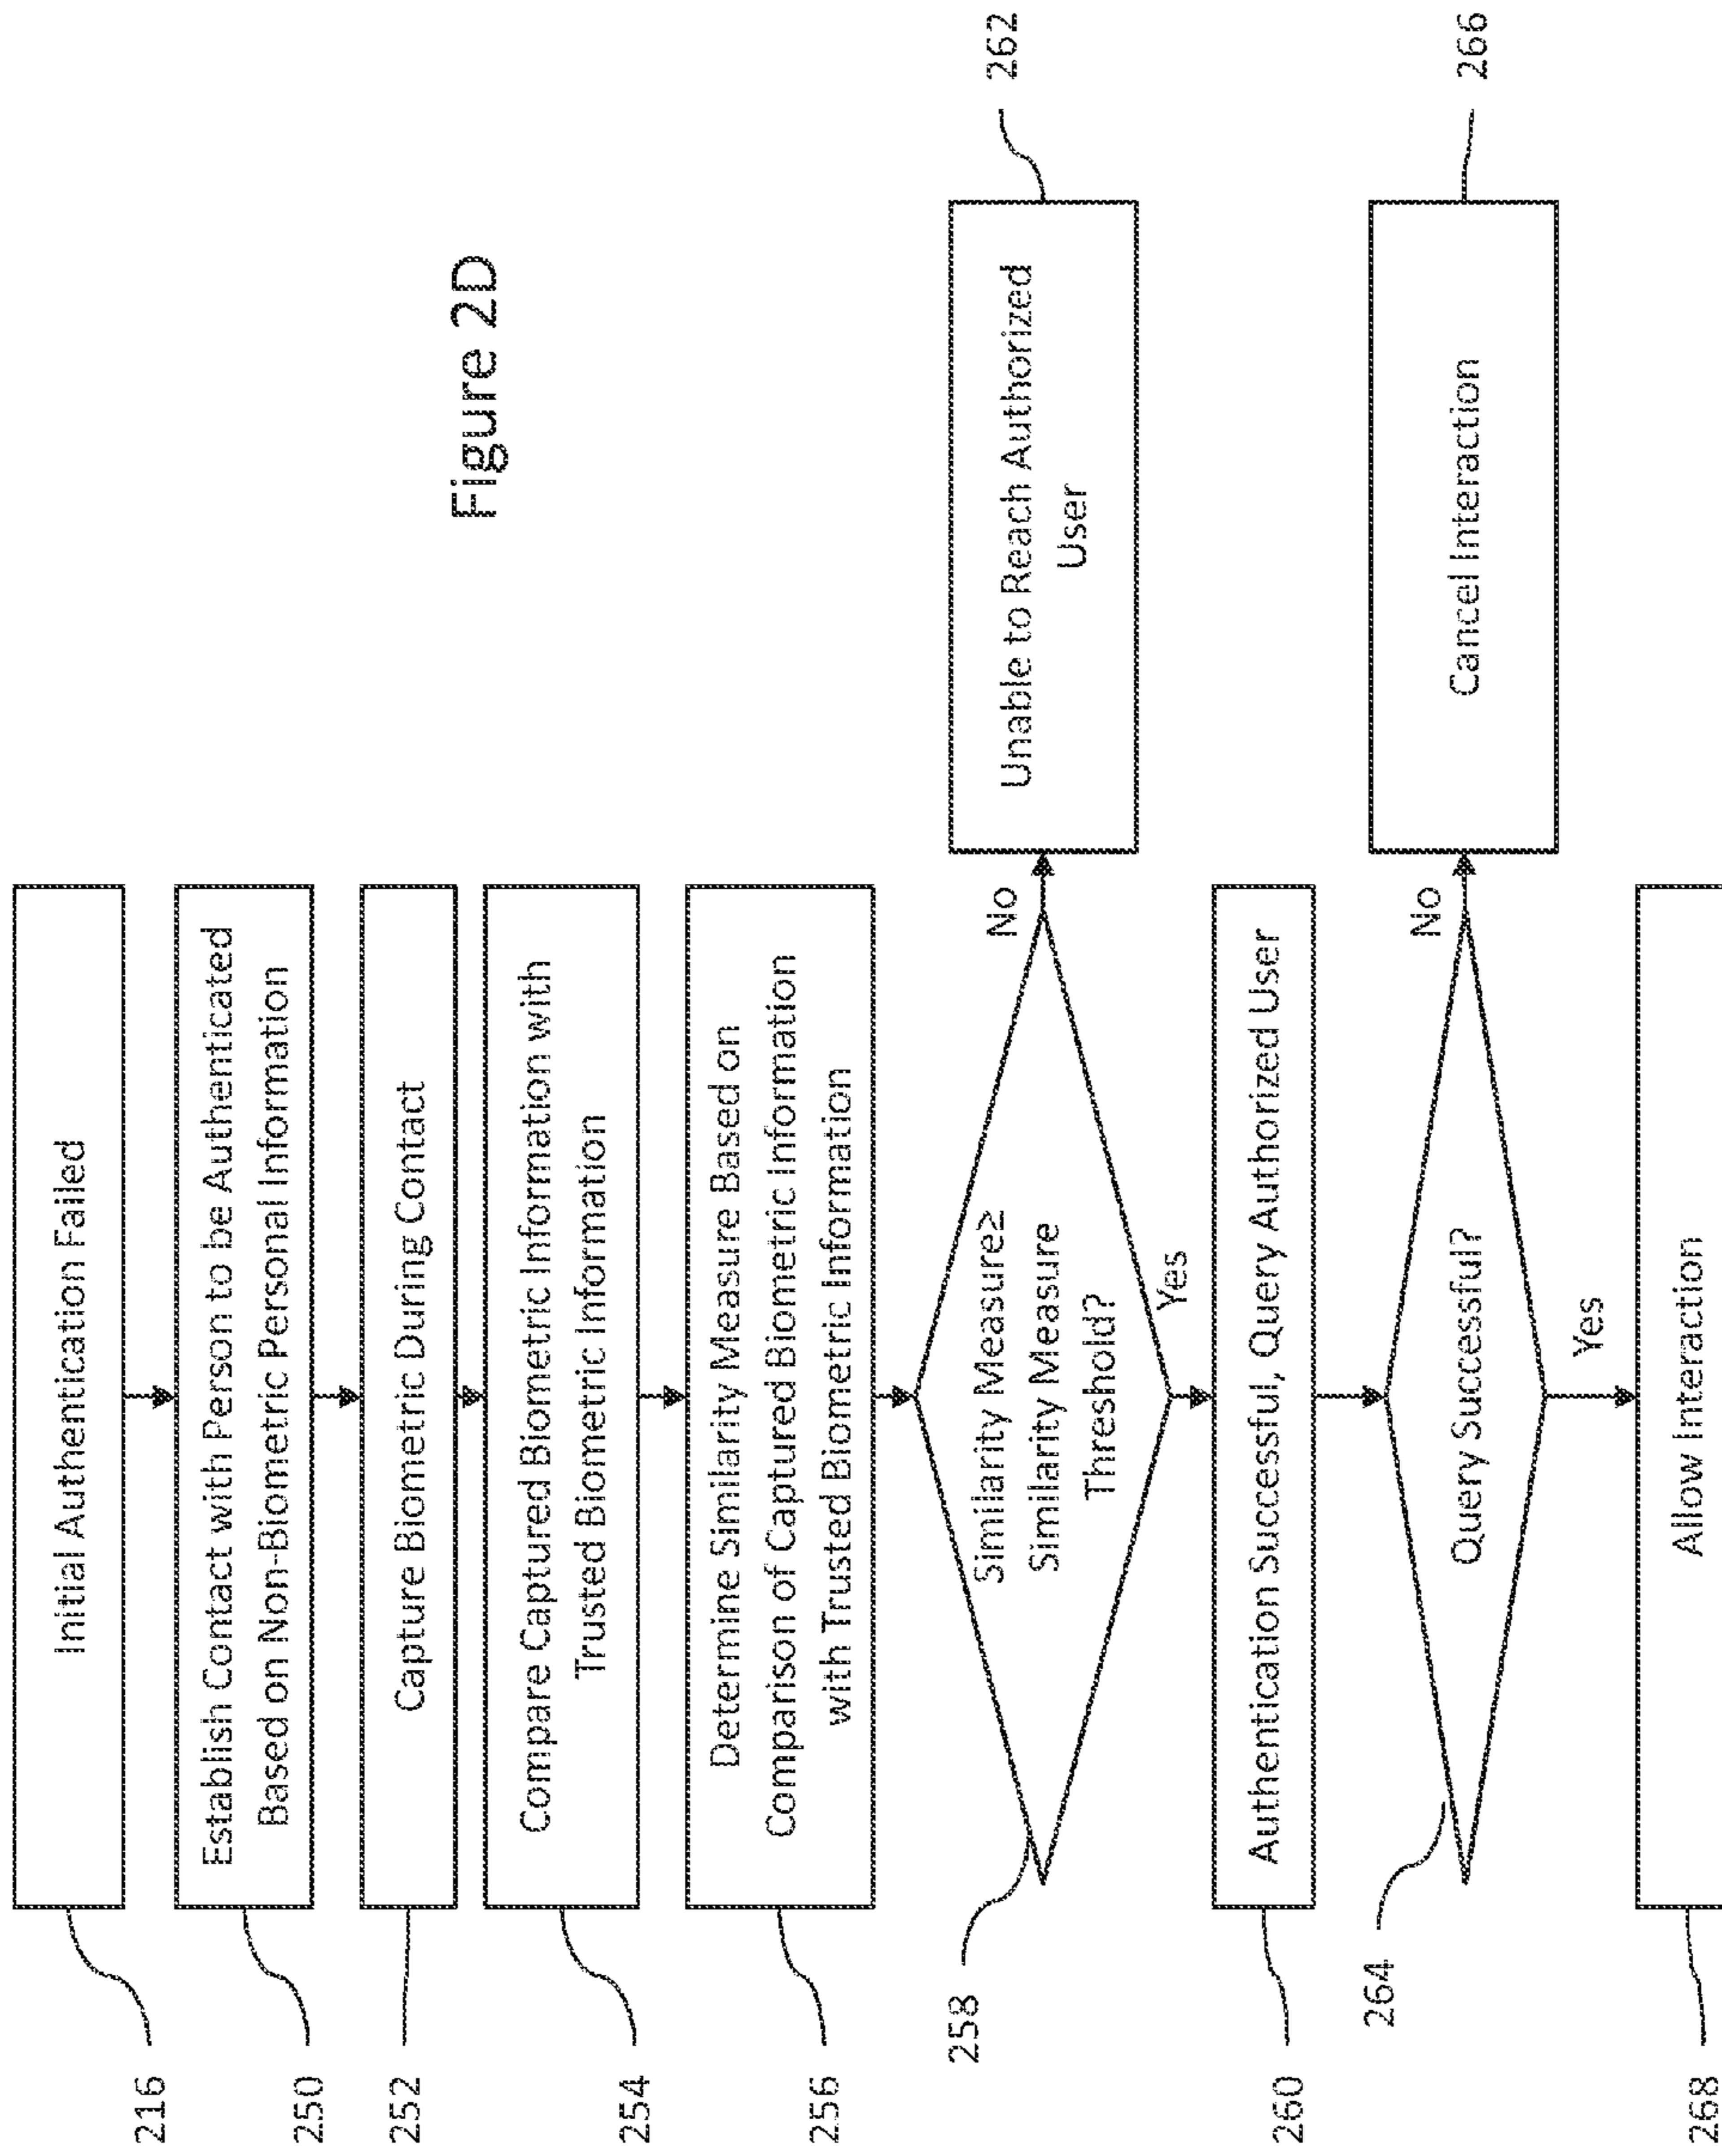 216
Initial Authentication Failed
250
Establish Contact with Person to be Authenticated
Based on Non-Biometric Personal Information
252
Capture Biometric During Contact
254
Compare Captured Biometric Information with
Trusted Biometric Information
256
Determine Similarity Measure Based on
Comparison of Captured Biometric Information
with Trusted Biometric Information
258
Similarity Measure≥
Similarity Measure
Threshold?
No
Unable to Reach Authorized
User
262
Yes
260
Authentication Successful, Query Authorized User
264
Query Successful?
No
Cancel Interaction
266
Yes
268
Allow Interaction
Figure 2D